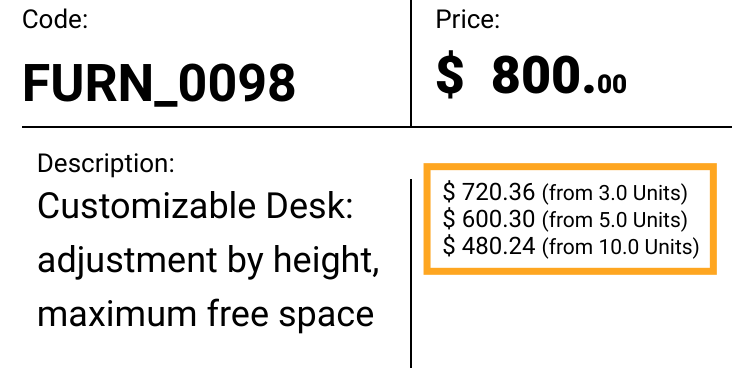 Code:
FURN_0098
Price:
$ 800.00
Description:
Customizable Desk:
adjustment by height,
maximum free space
$ 720.36 (from 3.0 Units)
$ 600.30 (from 5.0 Units)
$ 480.24 (from 10.0 Units)